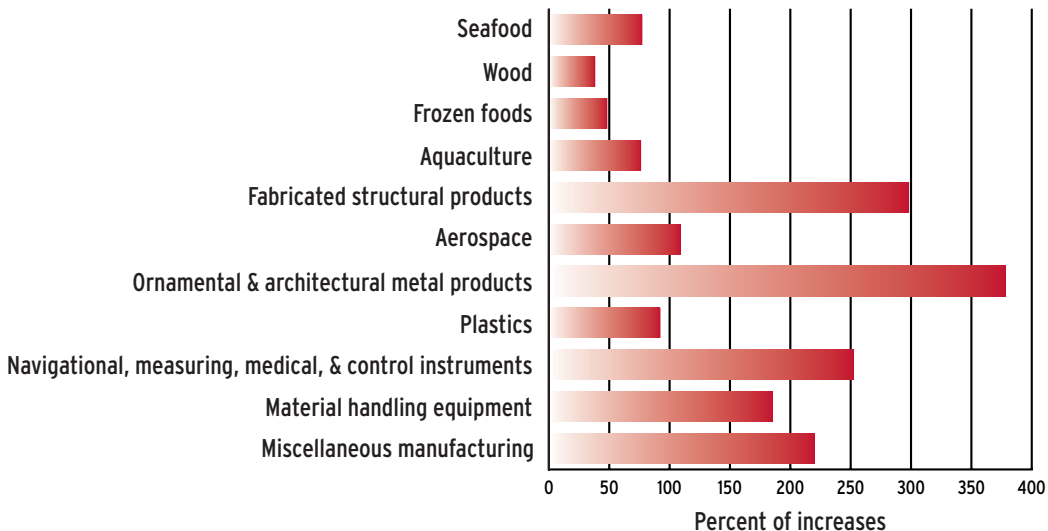 Seafood
Wood
Frozen foods
Aquaculture
Fabricated structural products
Aerospace
Ornamental & architectural metal products
Plastics
Navigational, measuring, medical, & control instruments
Material handling equipment
Miscellaneous manufacturing
0 50 100 150 200 250 300 350 400
Percent of increases